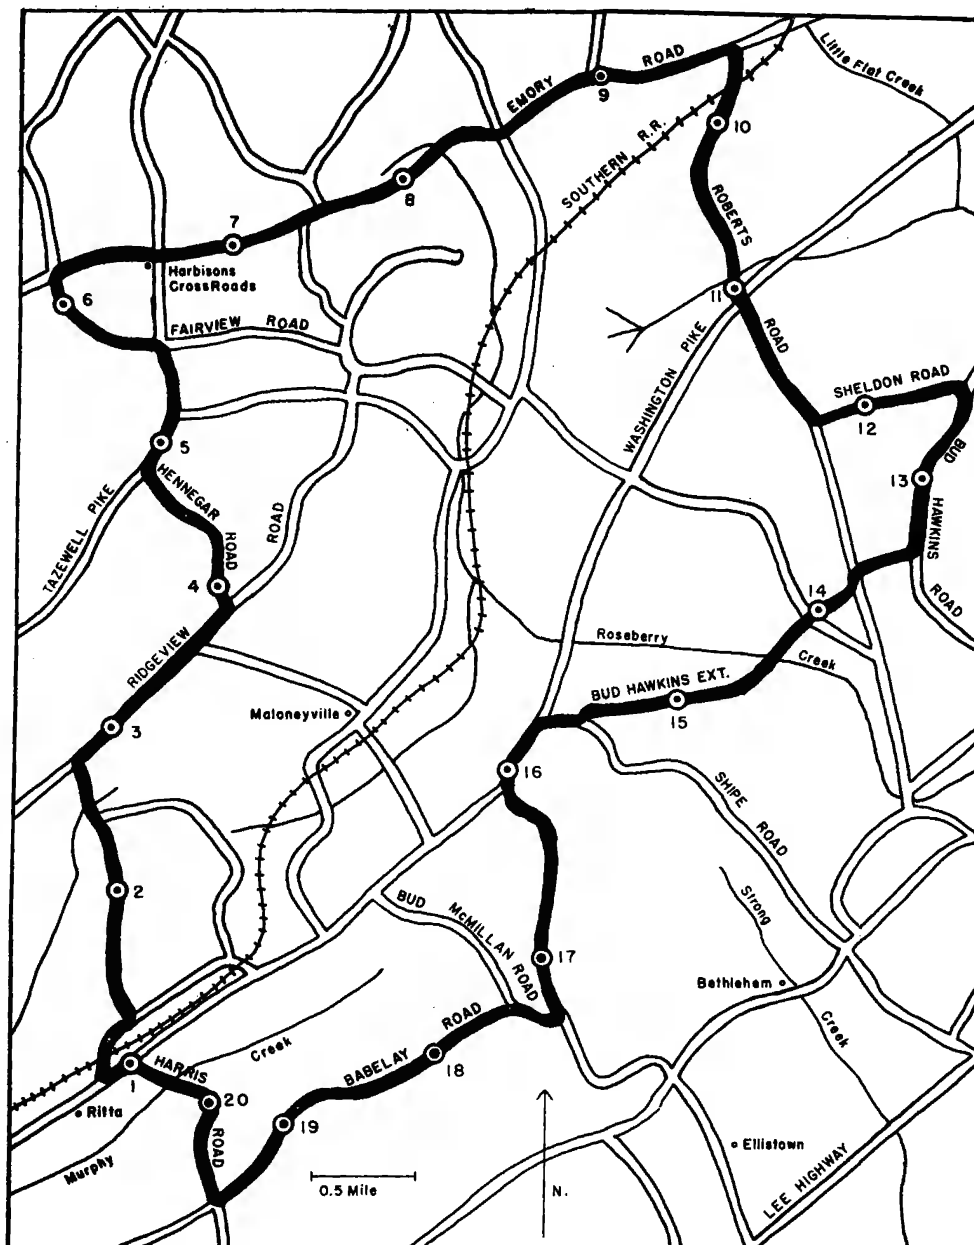 Little Flat Creek
EMORY
ROAD
9
SOUTHERN R.R.
10
8
ROBERTS
7
Harbisons
CrossRoads
6
11
FAIRVIEW ROAD
ROAD
WASHINGTON PIKE
SHELDON ROAD
12
5
BUD
HENNEGAR
13
TAZEWELL PIKE
ROAD
HAWKINS
ROAD
4
14
ROAD
Roseberry
Creek
RIDGEVIEW
BUD HAWKINS EXT.
15
Maloneyville
3
16
SHIPE ROAD
2
BUD
McMILLAN ROAD
Strong
17
Bethlehem
Creek
ROAD
HARRIS
Creek
1
BABELAY
18
20
Ritta
19
ROAD
Ellistown
Murphy
0.5 Mile
N.
LEE HIGHWAY